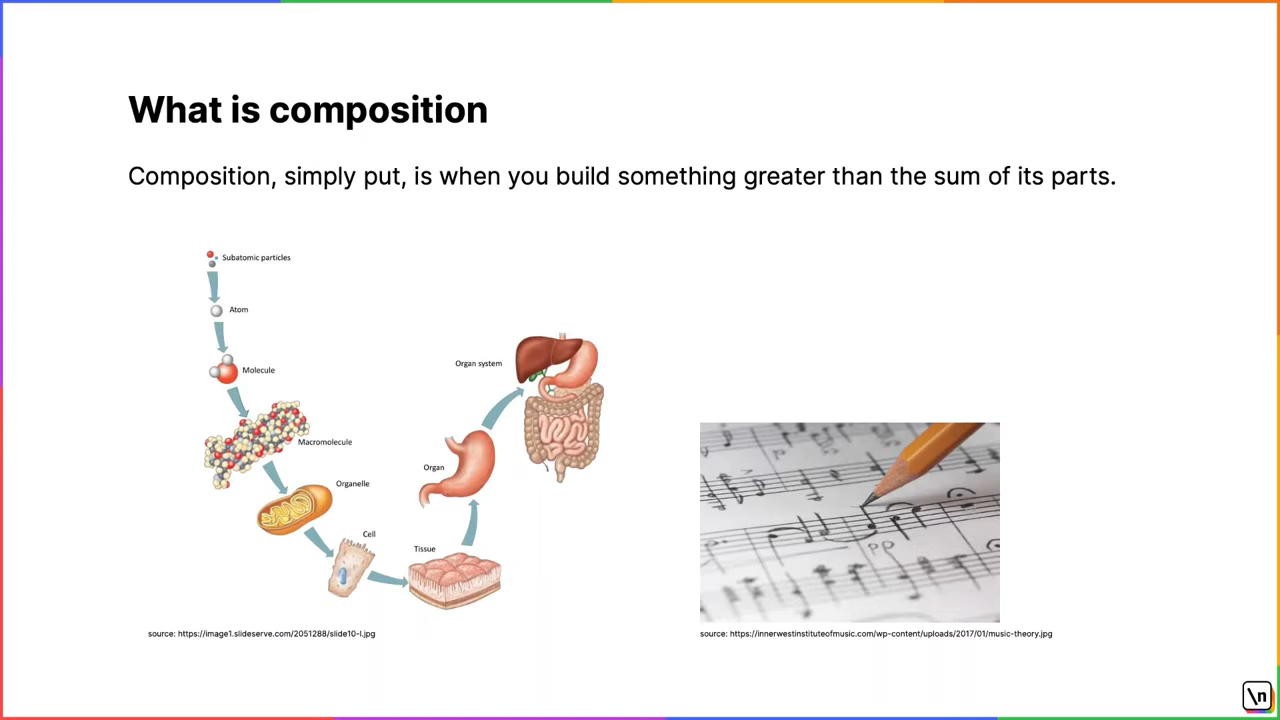 What is composition
Composition, simply put, is when you build something greater than the sum of its parts.
Subatomic particles
Atom
Molecule
Macromolecule
Organelle
Cell
Tissue
Organ
Organ system
pp
source: https://image1.slideserve.com/2051288/slide10-l.jpg
source: https://innerwestinstituteofmusic.com/wp-content/uploads/2017/01/music-theory.jpg
\n